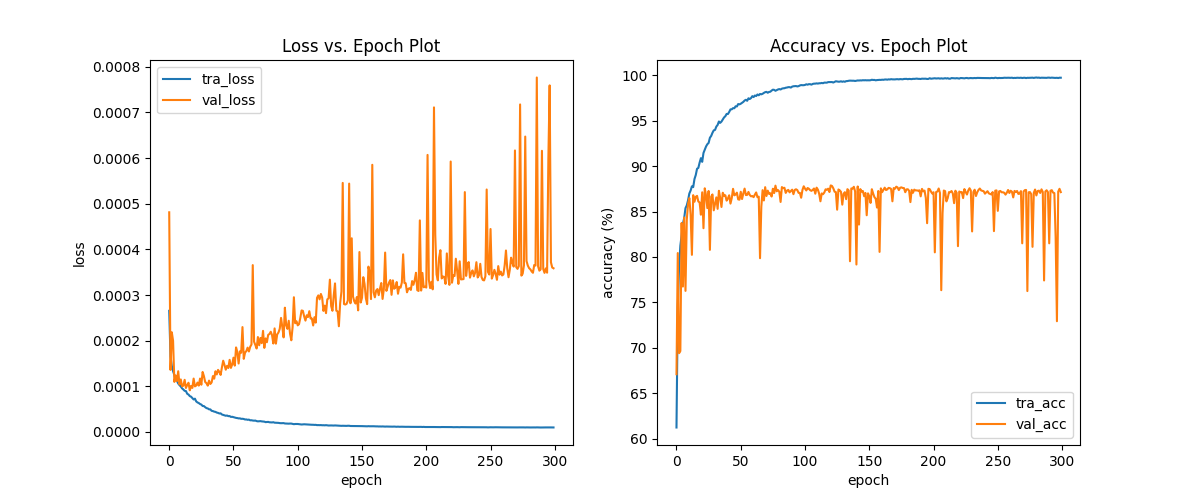 Loss vs. Epoch Plot
tra_loss
val_loss
0.0008
0.0007
0.0006
0.0005
0.0004
0.0003
0.0002
0.0001
0.0000
loss
0 50 100 150 200 250 300
epoch
Accuracy vs. Epoch Plot
100
95
90
85
80
75
70
65
60
accuracy (%)
tra_acc
val_acc
0 50 100 150 200 250 300
epoch